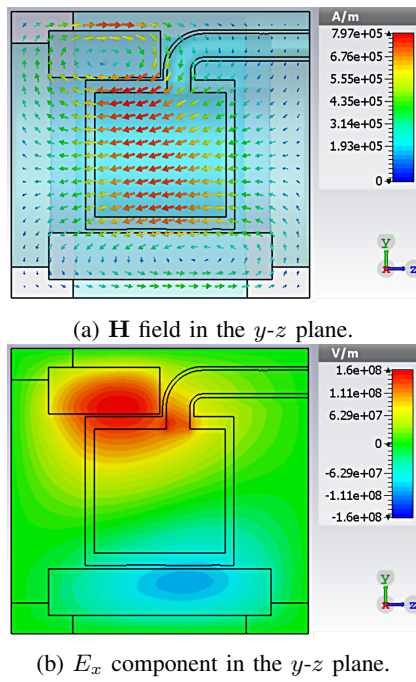 A/m
7.97e+05
6.76e+05
5.55e+05
4.35e+05
3.14e+05
1.93e+05
0
y
x
z
(a) H field in the y-z plane.
V/m
1.6e+08
1.11e+08
6.29e+07
0
-6.29e+07
-1.11e+08
-1.6e+08
y
x
z
(b) Ex component in the y-z plane.